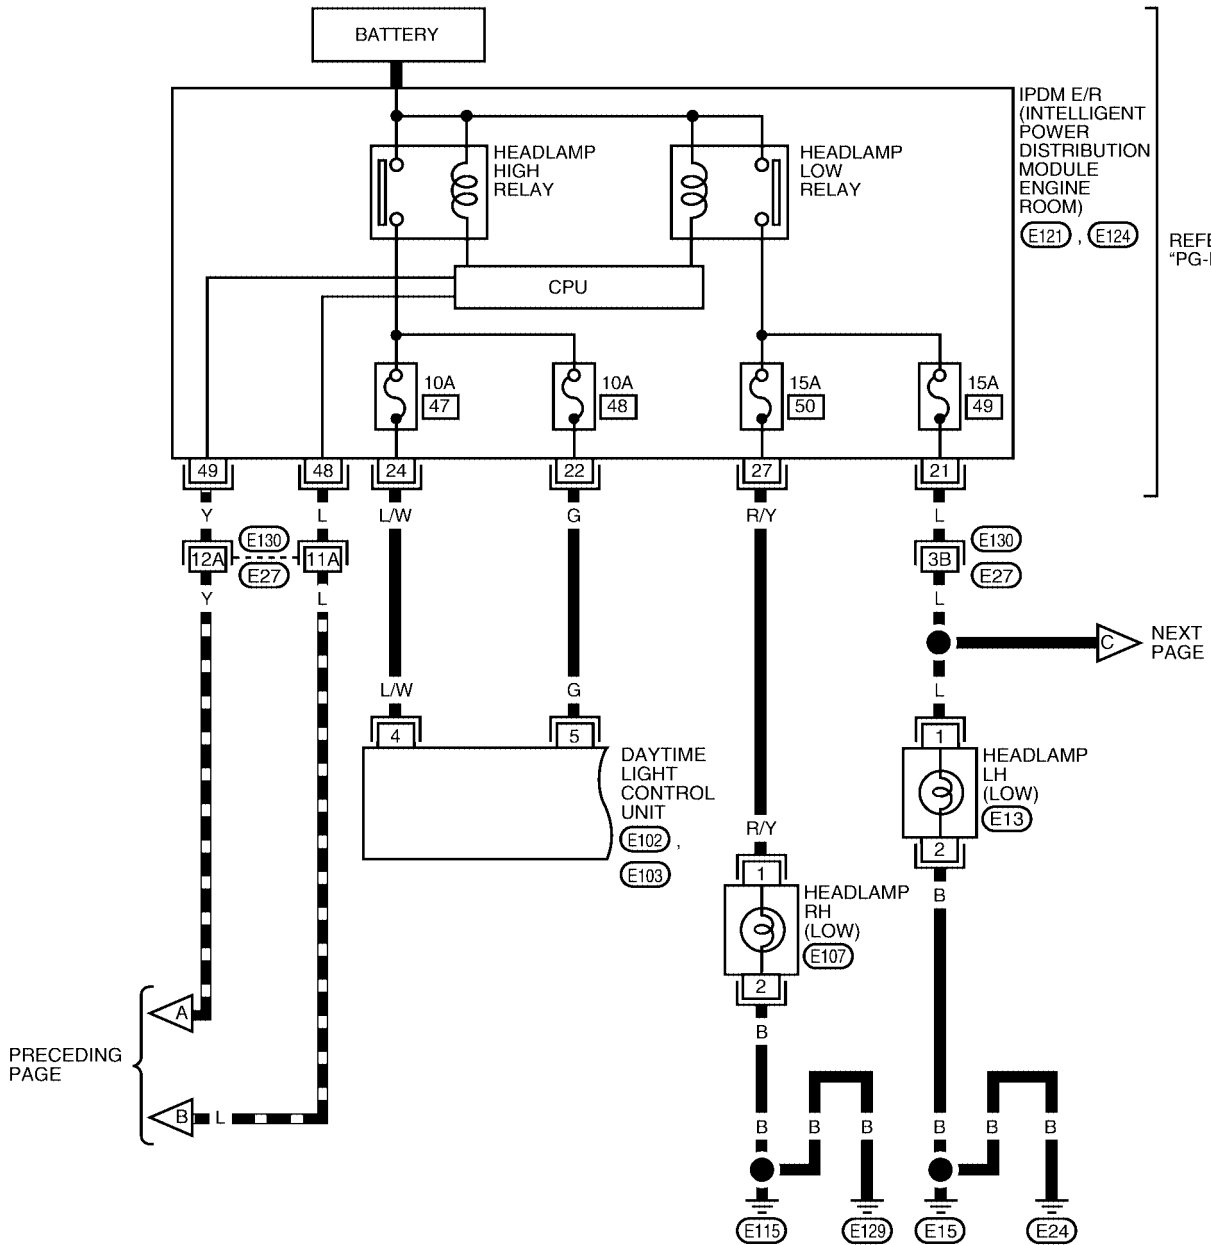 BATTERY
IPDM E/R
(INTELLIGENT
POWER
DISTRIBUTION
MODULE
ENGINE
ROOM)
E121 , E124
HEADLAMP
HIGH
RELAY
HEADLAMP
LOW
RELAY
REFE
"PG-
CPU
10A
47
10A
48
15A
50
15A
49
49 48 24 22 27 21
Y L L/W G R/Y L
E130
12A 11A
E27
E130
3B
E27
Y L L
C
NEXT
PAGE
L/W G L
4 5 1
DAYTIME
LIGHT
CONTROL
UNIT
E102 ,
E103
HEADLAMP
LH
(LOW)
E13
R/Y
2
B
1
HEADLAMP
RH
(LOW)
E107
2
B
A
PRECEDING
PAGE
B L
B B B B B B
E115 E129 E15 E24